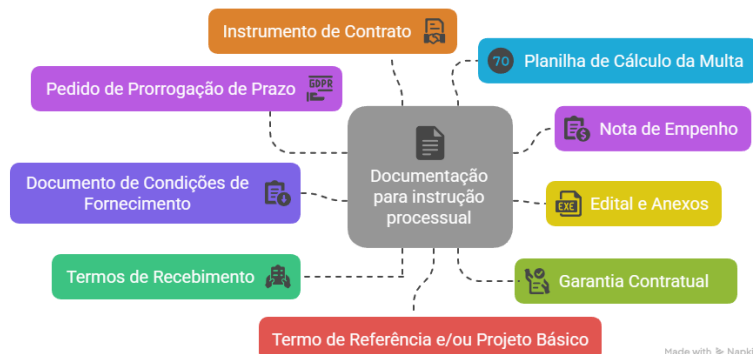 Instrumento de Contrato
70
Planilha de Cálculo da Multa
GDPR
Pedido de Prorrogação de Prazo
Nota de Empenho
Documentação
para instrução
processual
Documento de Condições de
Fornecimento
EXE
Edital e Anexos
Termos de Recebimento
Garantia Contratual
Termo de Referência e/ou Projeto Básico
Made with